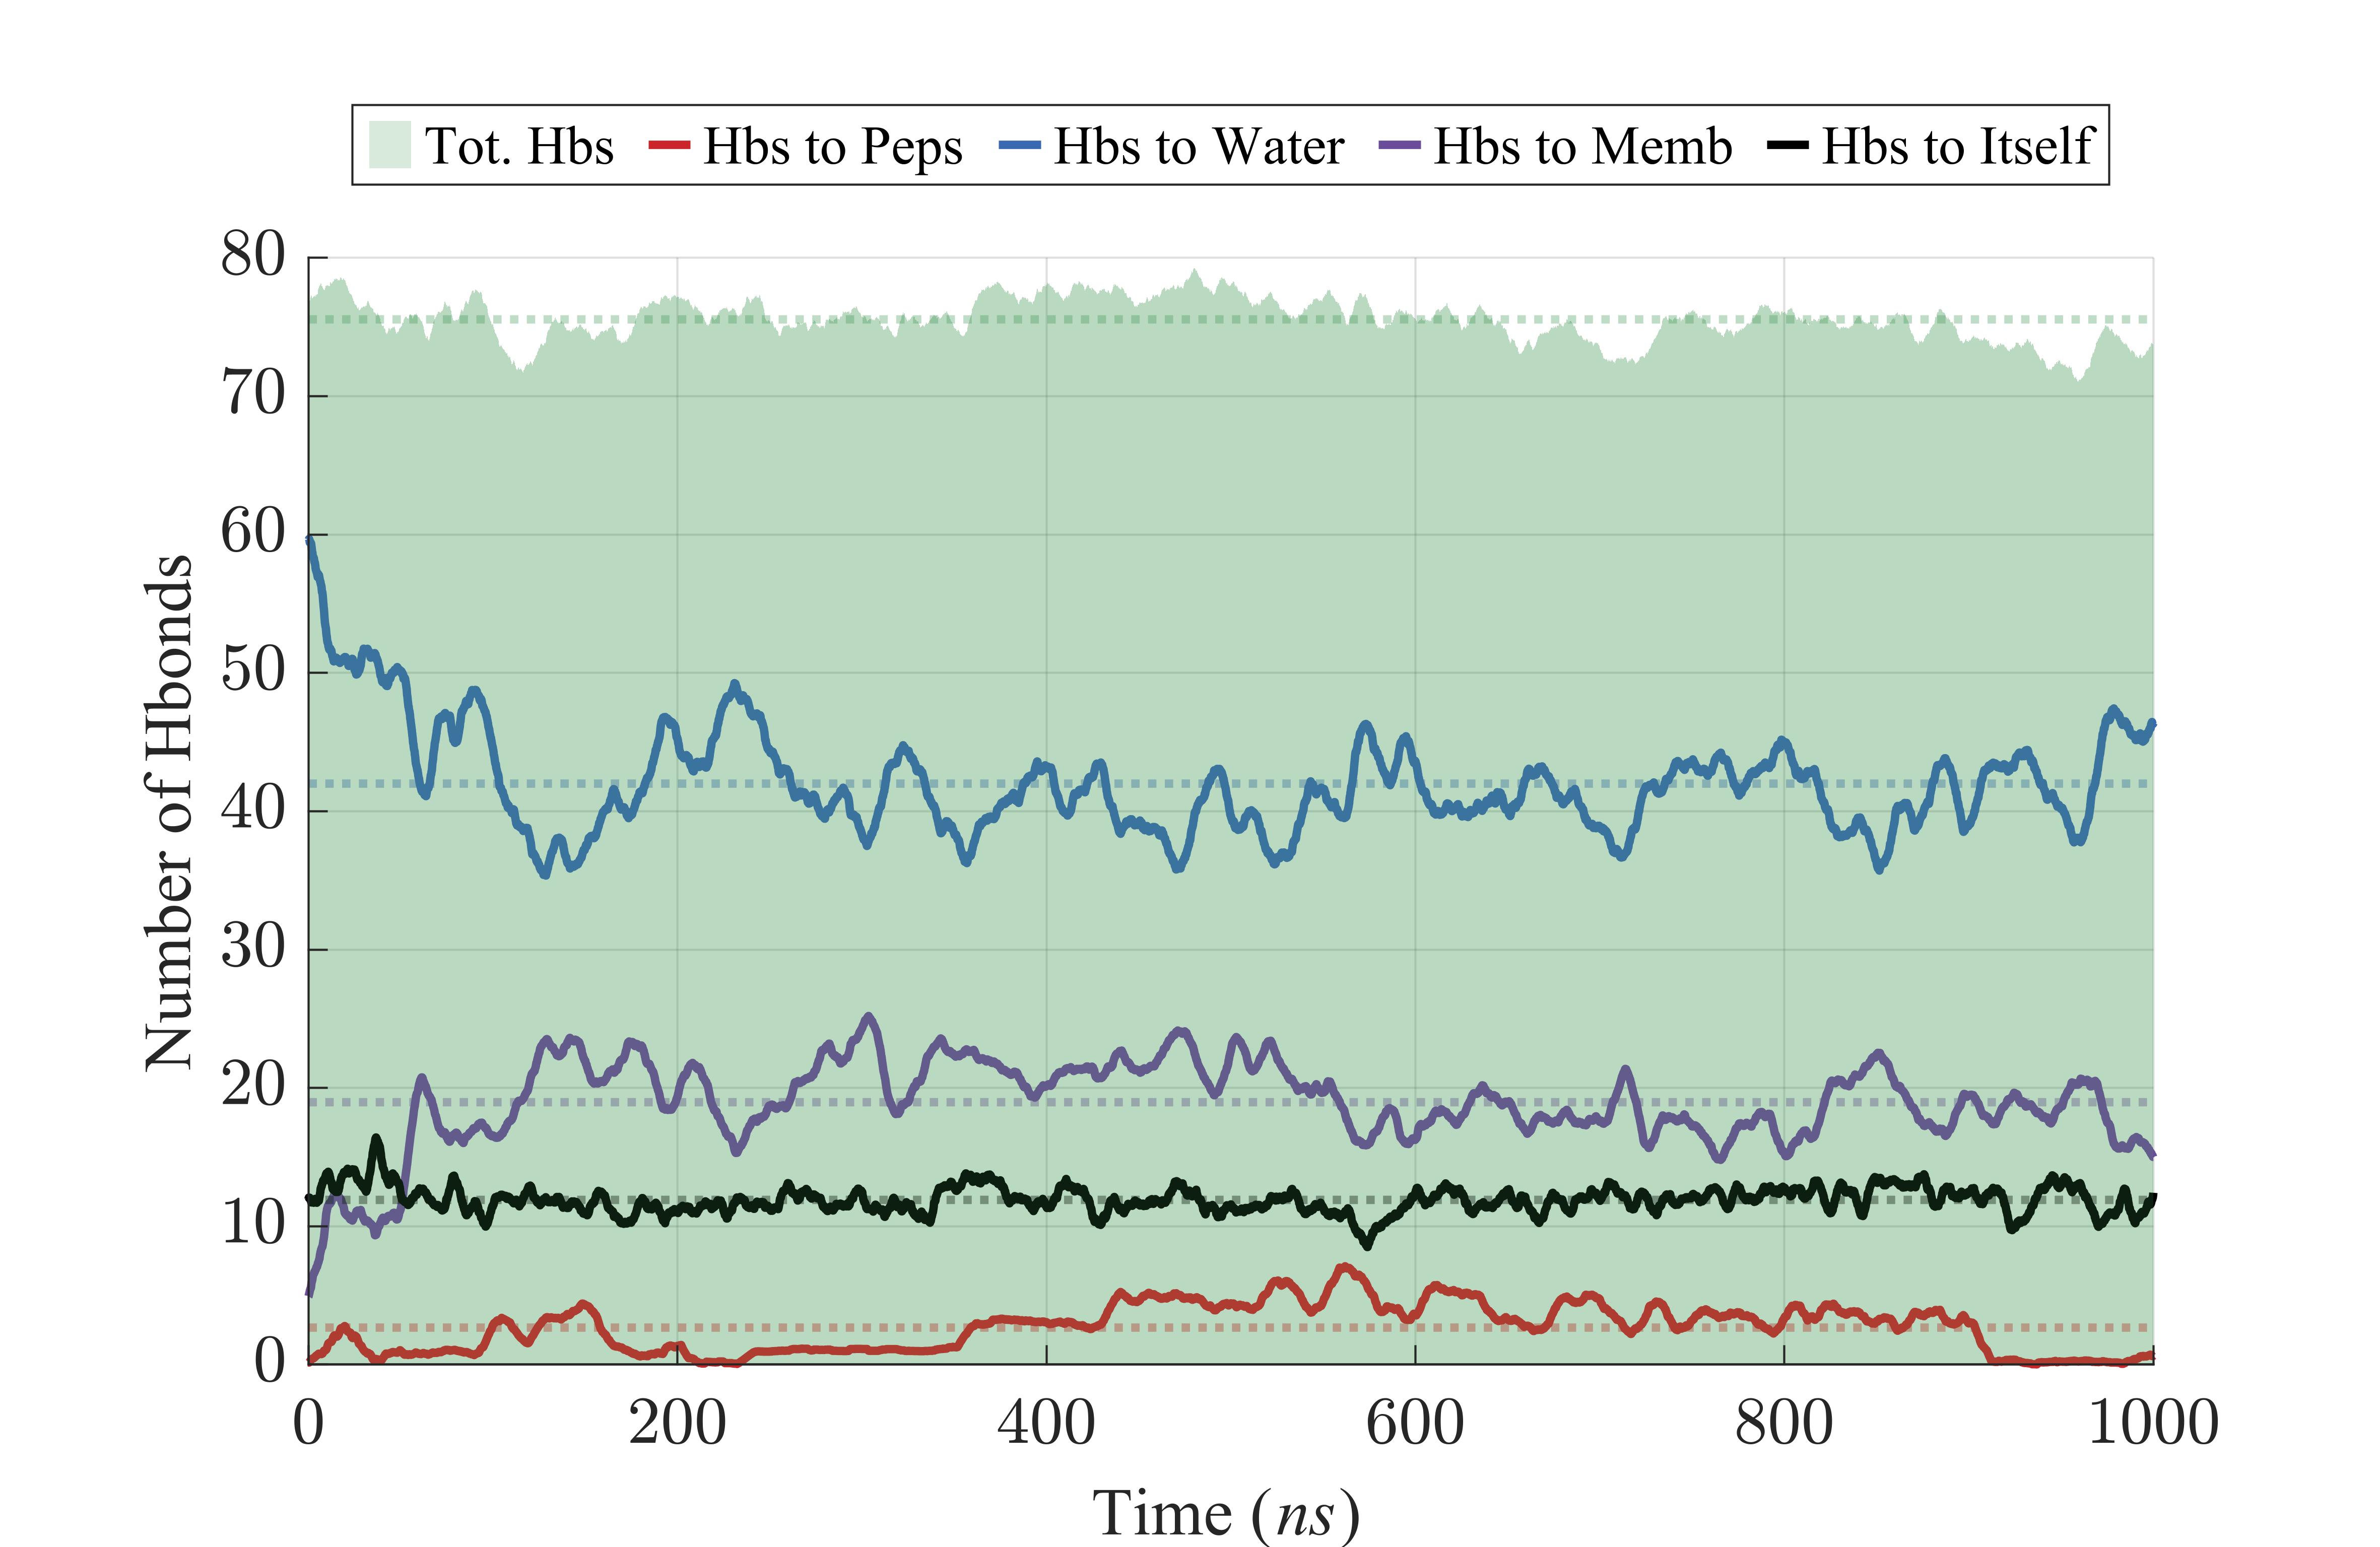 Tot. Hbs Hbs to Peps Hbs to Water Hbs to Memb Hbs to Itself
80
70
60
50
40
30
20
10
0
Number of Hbonds
0 200 400 600 800 1000
Time (ns)